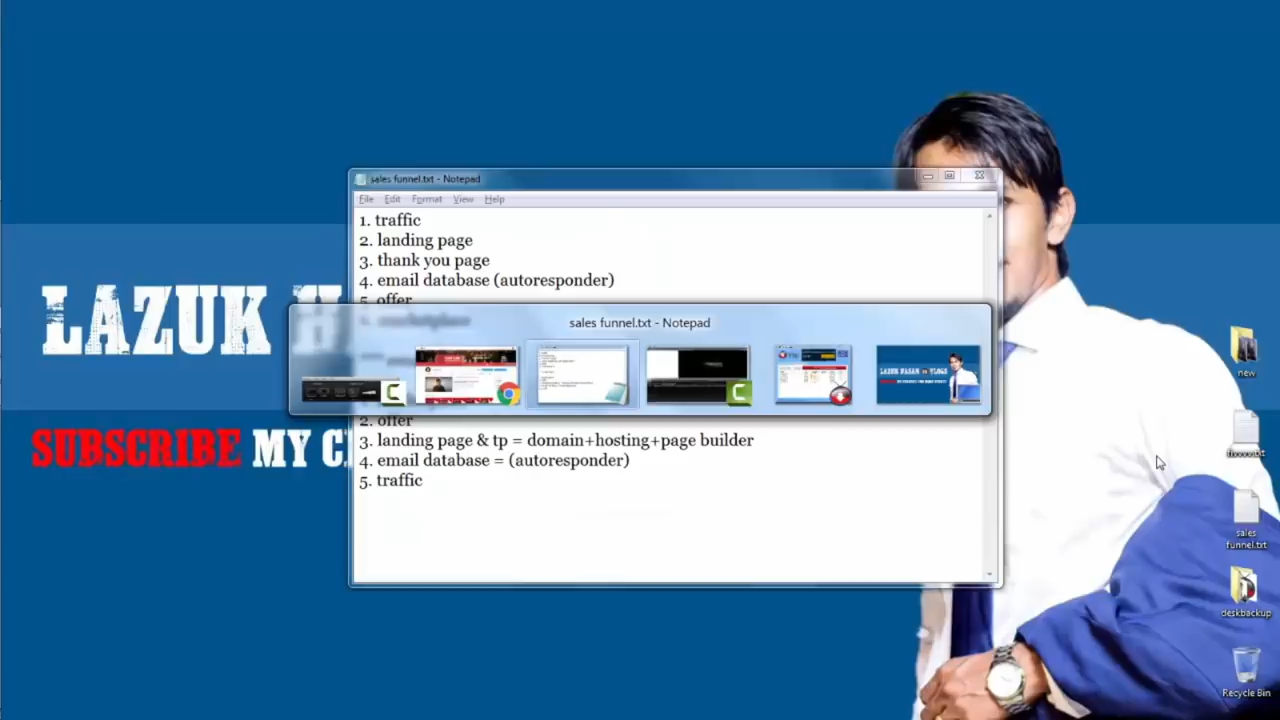 sales funnel.txt - Notepad
File Edit Format View Help
1. traffic
2. landing page
3. thank you page
4. email database (autoresponder)
5. offer
sales funnel.txt - Notepad
2. offer
3. landing page & tp = domain+hosting+page builder
4. email database = (autoresponder)
5. traffic
LAZUK H
SUBSCRIBE MY C
new
sales
funnel.txt
deskbackup
Recycle Bin